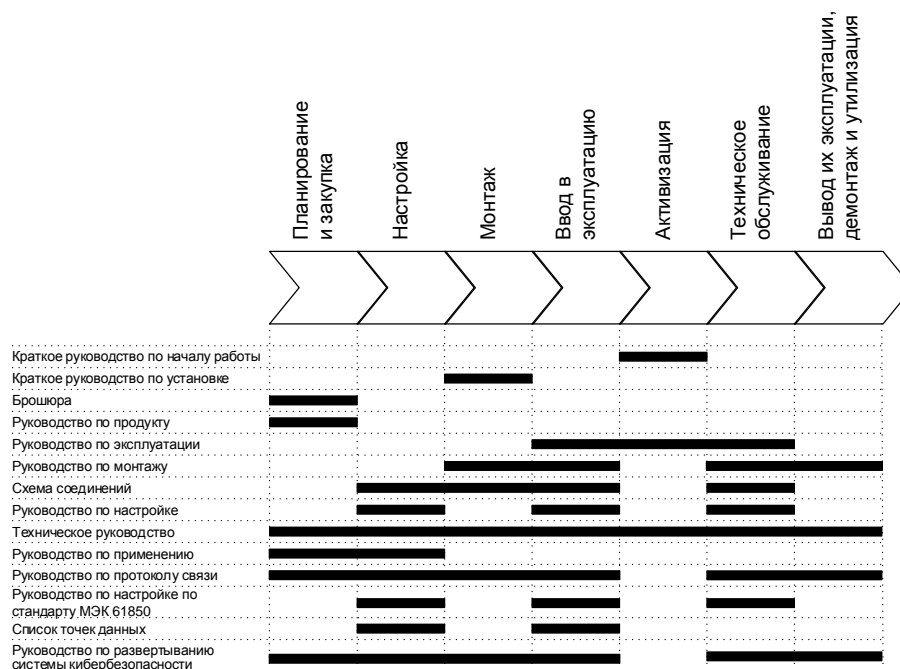 Планирование
и закупка
Настройка
Монтаж
Ввод в
эксплуатацию
Активизация
Техническое
обслуживание
Вывод их эксплуатации,
демонтаж и утилизация
Краткое руководство по началу работы
Краткое руководство по установке
Брошюра
Руководство по продукту
Руководство по эксплуатации
Руководство по монтажу
Схема соединений
Руководство по настройке
Техническое руководство
Руководство по применению
Руководство по протоколу связи
Руководство по настройке по
стандарту МЭК 61850
Список точек данных
Руководство по развертыванию
системы кибербезопасности